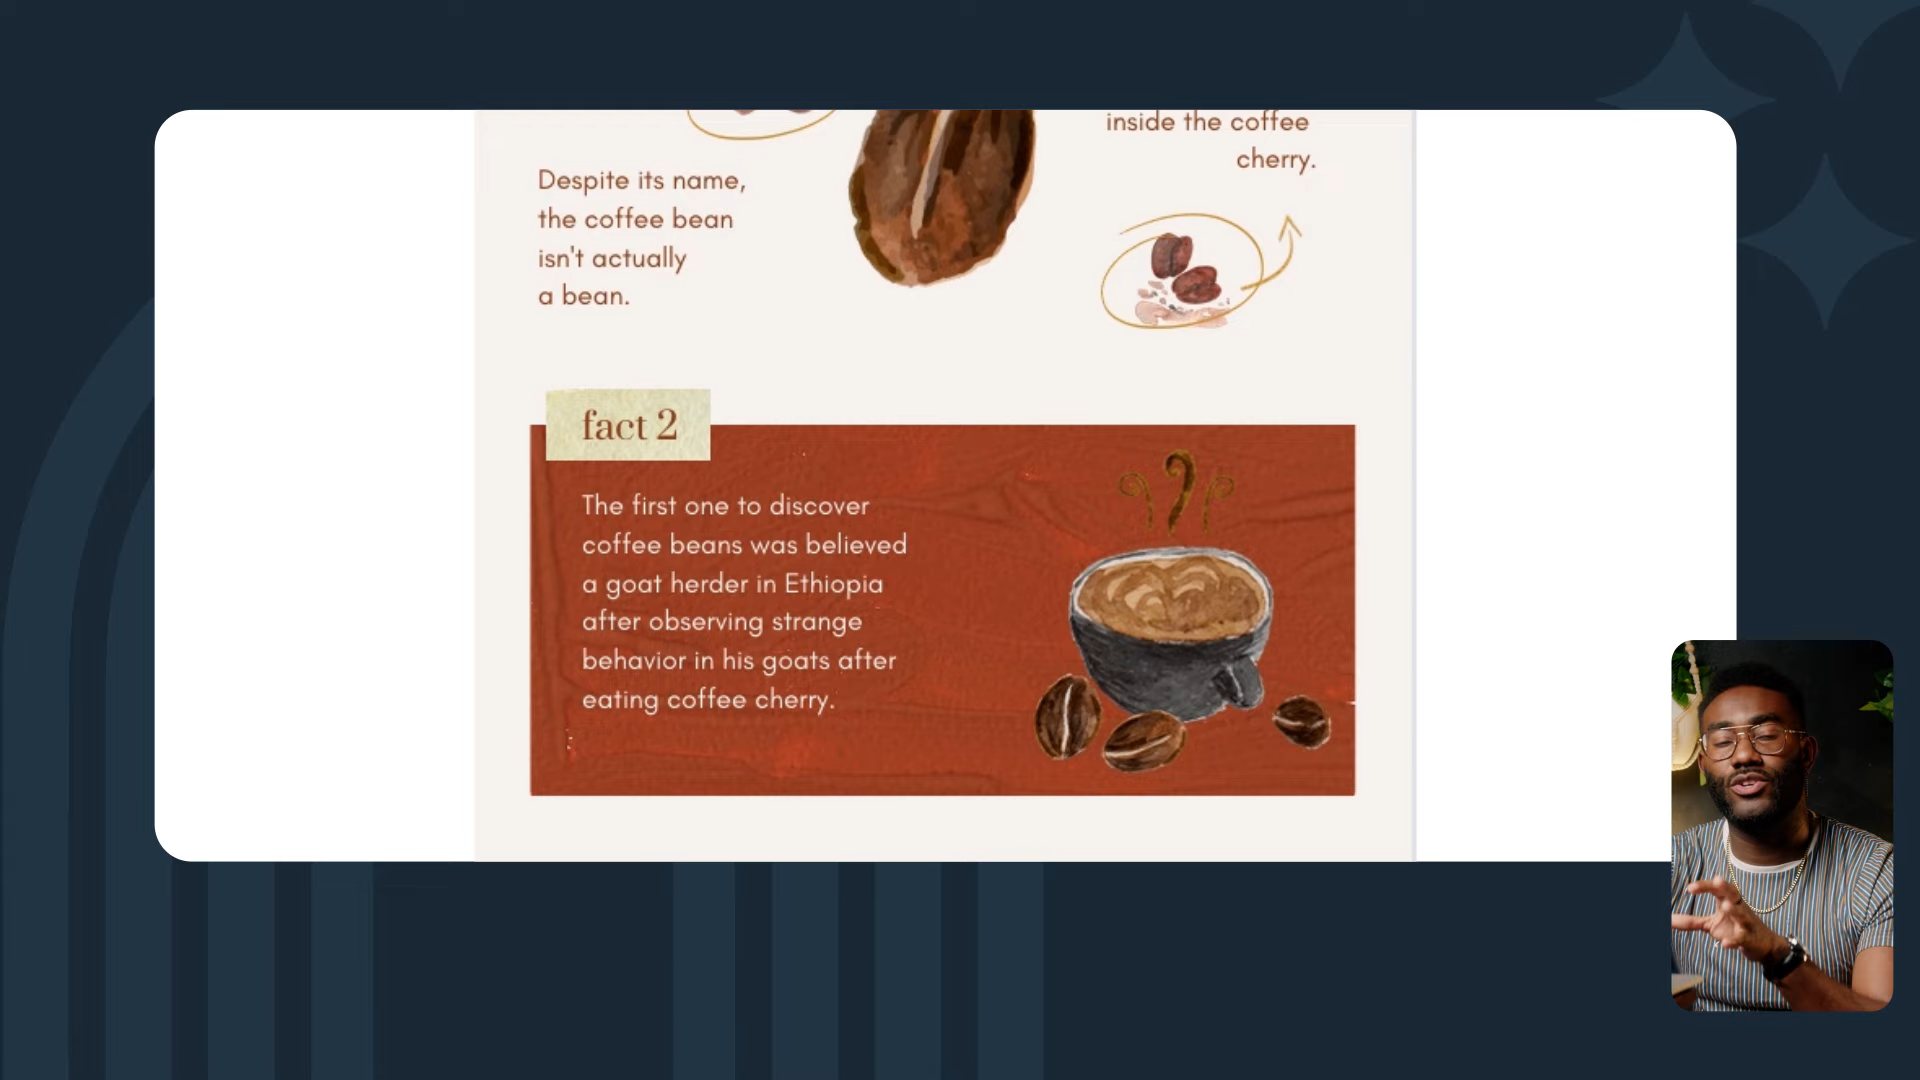 inside the coffee
cherry.
Despite its name,
the coffee bean
isn't actually
a bean.
fact 2
The first one to discover
coffee beans was believed
a goat herder in Ethiopia
after observing strange
behavior in his goats after
eating coffee cherry.